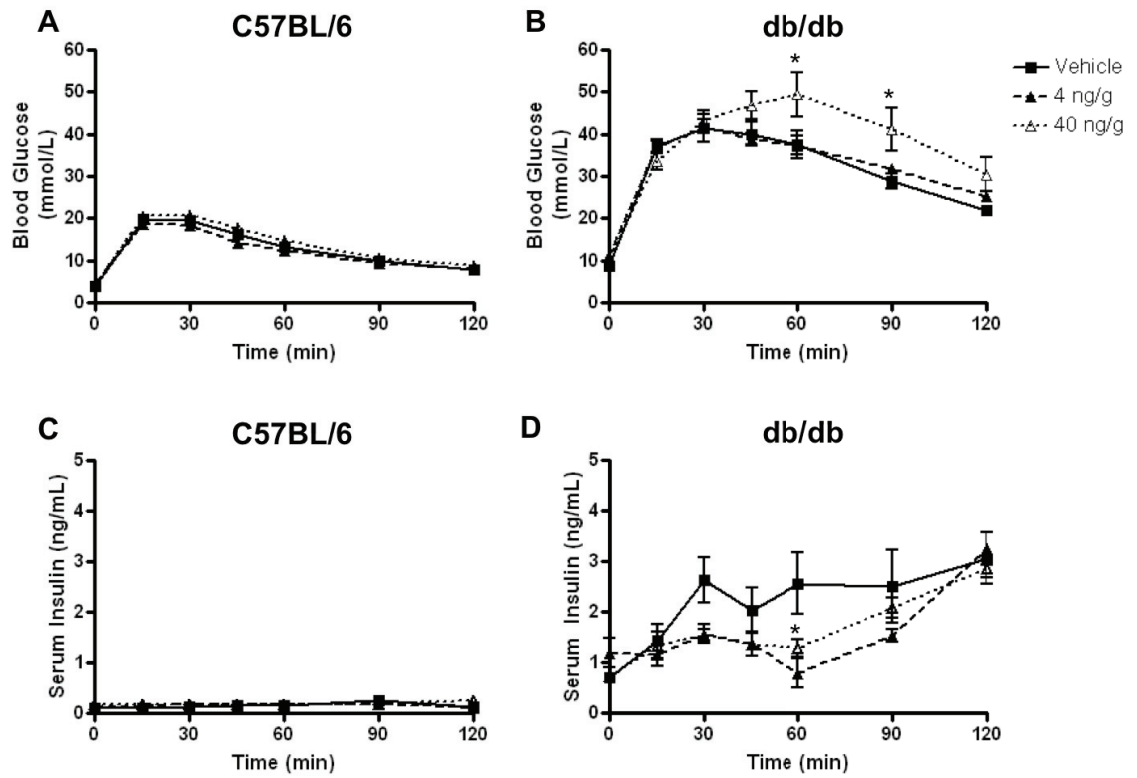 A
C57BL/6
Blood Glucose
(mmol/L)
60
50
40
30
20
10
0
0 30 60 90 120
Time (min)
B
db/db
Blood Glucose
(mmol/L)
60
50
40
30
20
10
0
* *
0 30 60 90 120
Time (min)
Vehicle
4 ng/g
40 ng/g
C
C57BL/6
Serum Insulin (ng/mL)
5
4
3
2
1
0
0 30 60 90 120
Time (min)
D
db/db
Serum Insulin (ng/mL)
5
4
3
2
1
0
*
0 30 60 90 120
Time (min)